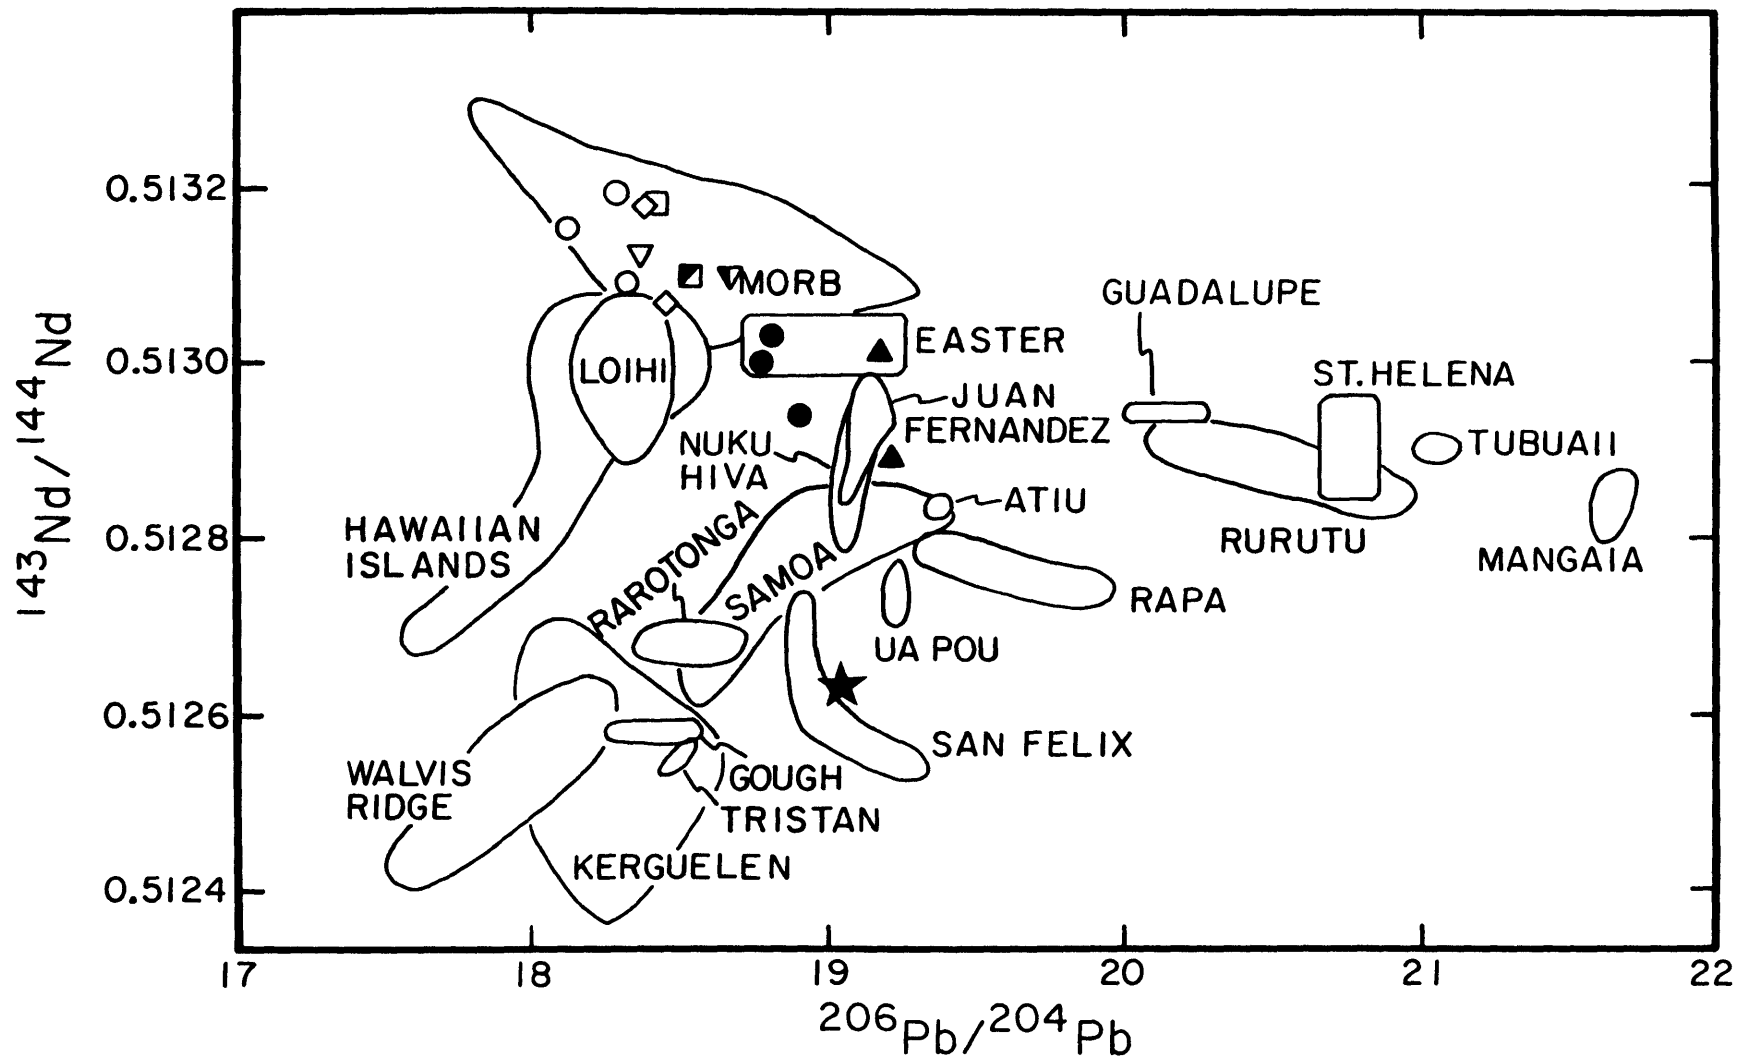 0.5132
0.5130
0.5128
0.5126
0.5124
143Nd/144Nd
MORB
LOIHI
EASTER
GUADALUPE
ST. HELENA
JUAN
FERNANDEZ
NUKU
HIVA
TUBUAII
ATIU
HAWAIIAN
ISLANDS
RAROTONGA
SAMOA
RURUTU
MANGAIA
RAPA
UA POU
SAN FELIX
WALVIS
RIDGE
GOUGH
TRISTAN
KERGUELEN
17 18 19 20 21 22
206Pb/204Pb